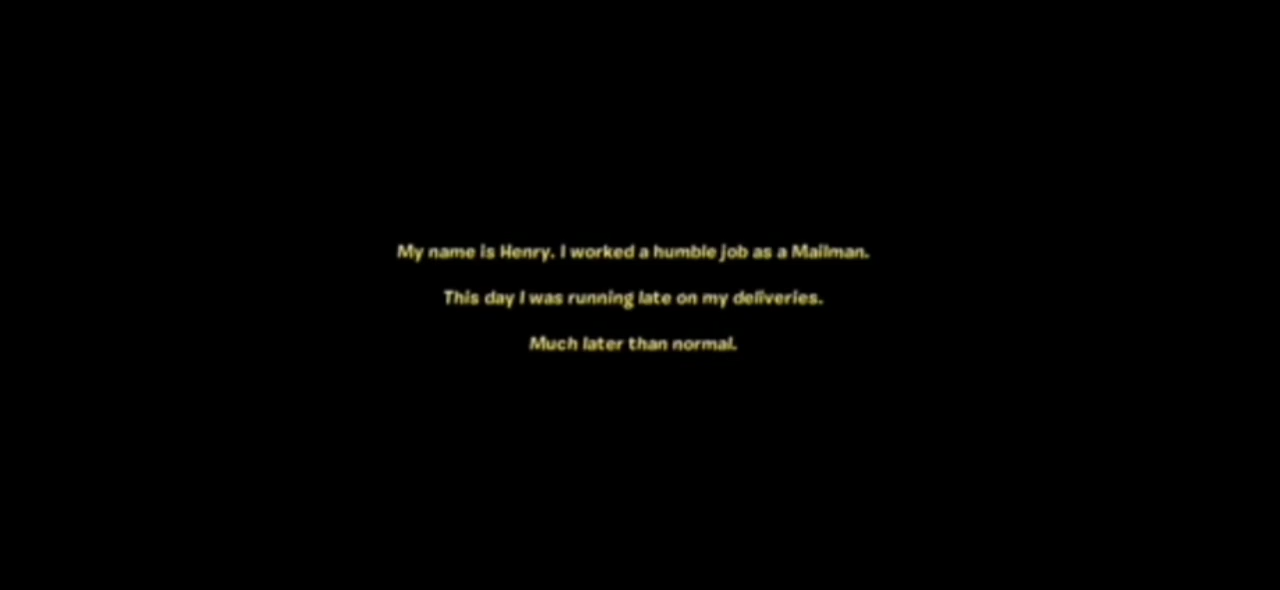 My name is Henry. I worked a humble job as a Mailman.
This day I was running late on my deliveries.
Much later than normal.